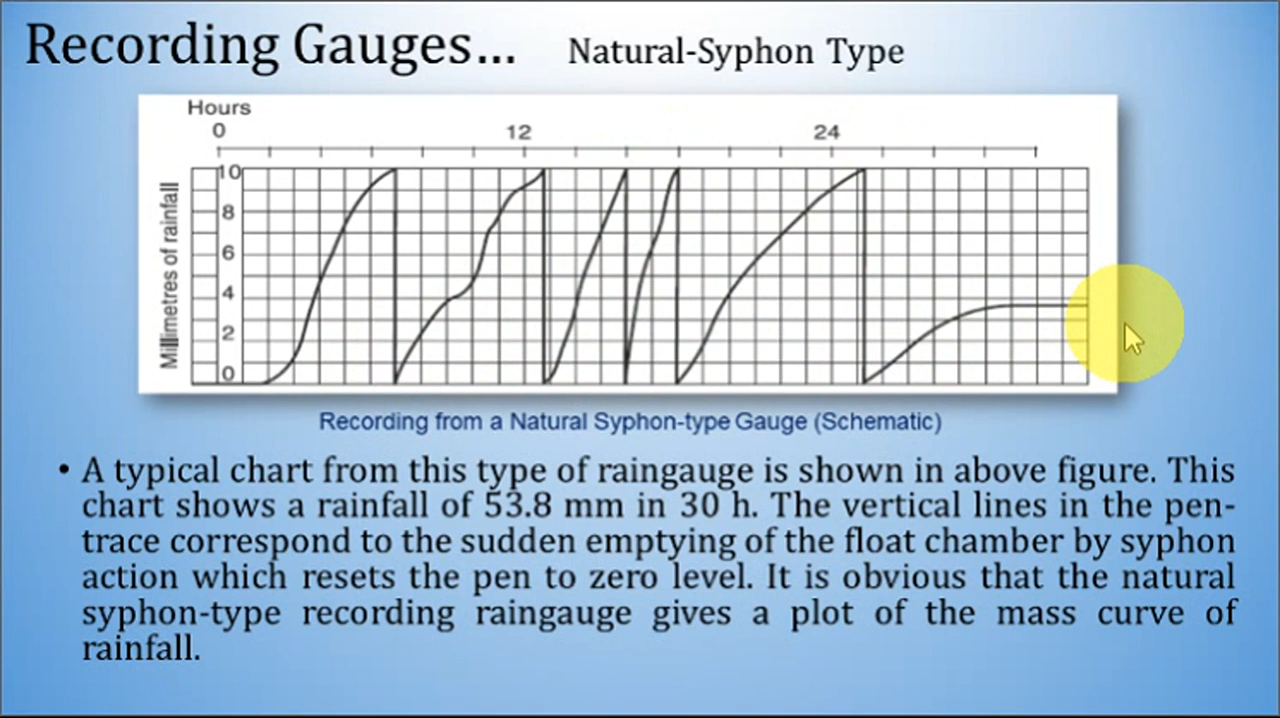 Recording Gauges... Natural-Syphon Type
Hours
0 12 24
Millimetres of rainfall
10
8
6
4
2
0
Recording from a Natural Syphon-type Gauge (Schematic)
• A typical chart from this type of raingauge is shown in above figure. This
chart shows a rainfall of 53.8 mm in 30 h. The vertical lines in the pen-
trace correspond to the sudden emptying of the float chamber by syphon
action which resets the pen to zero level. It is obvious that the natural
syphon-type recording raingauge gives a plot of the mass curve of
rainfall.